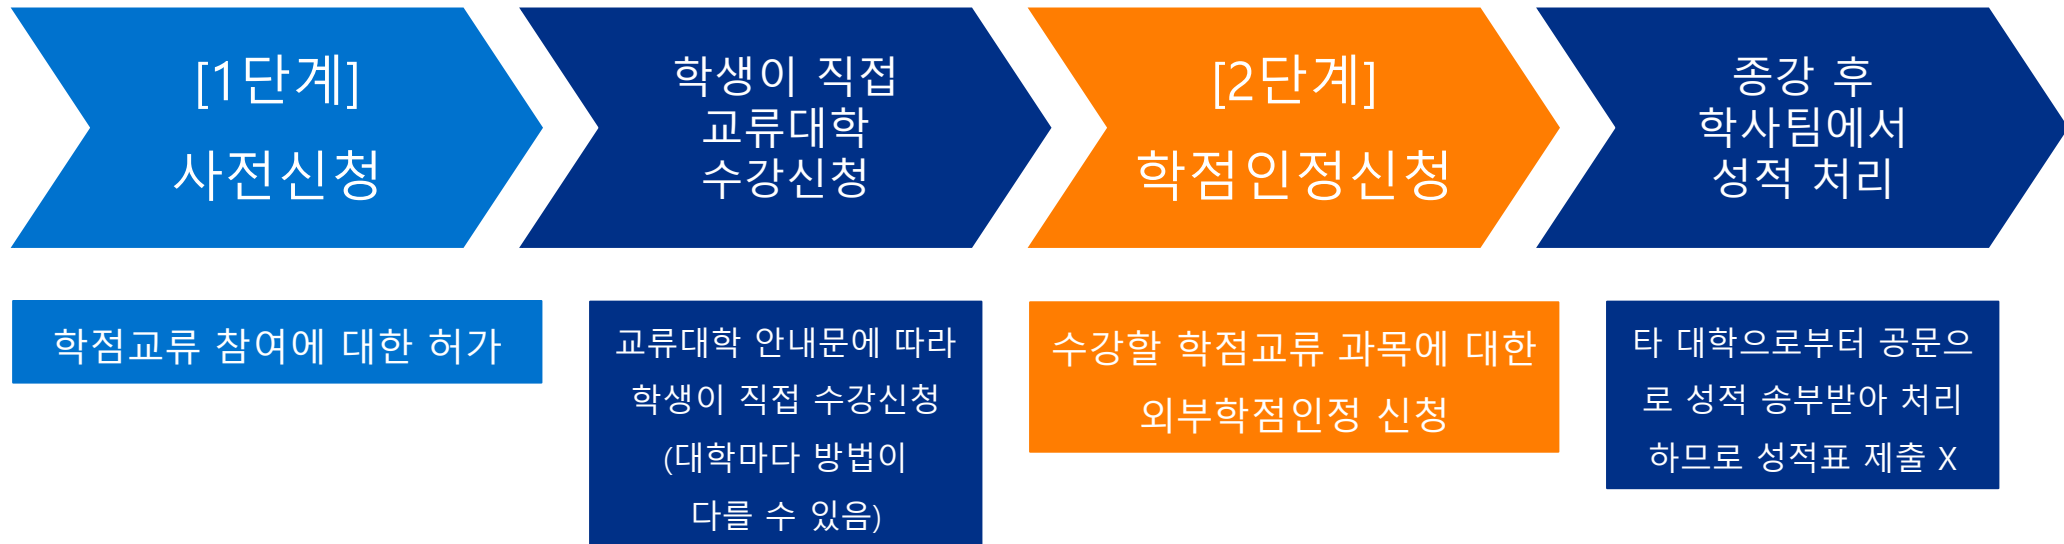 [1단계]
사전신청
학생이 직접
교류대학
수강신청
[2단계]
학점인정신청
종강 후
학사팀에서
성적 처리
학점교류 참여에 대한 허가
교류대학 안내문에 따라
학생이 직접 수강신청
(대학마다 방법이
다를 수 있음)
수강할 학점교류 과목에 대한
외부학점인정 신청
타 대학으로부터 공문으
로 성적 송부받아 처리
하므로 성적표 제출 X